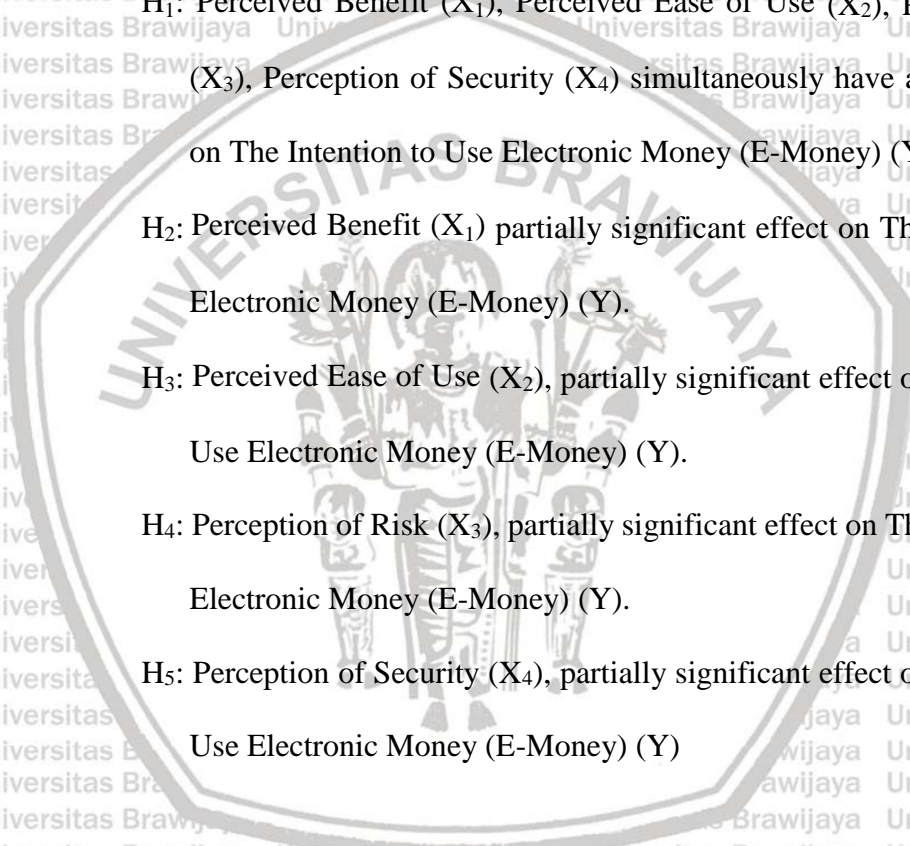 H₁: Perceived Benefit (X₁), Perceived Ease of Use (X₂),
(X₃), Perception of Security (X₄) simultaneously have a
on The Intention to Use Electronic Money (E-Money) (Y
H₂: Perceived Benefit (X₁) partially significant effect on Th
Electronic Money (E-Money) (Y).
H₃: Perceived Ease of Use (X₂), partially significant effect o
Use Electronic Money (E-Money) (Y).
H₄: Perception of Risk (X₃), partially significant effect on Th
Electronic Money (E-Money) (Y).
H₅: Perception of Security (X₄), partially significant effect o
Use Electronic Money (E-Money) (Y)
UNIVERSITAS BRAWIJAYA